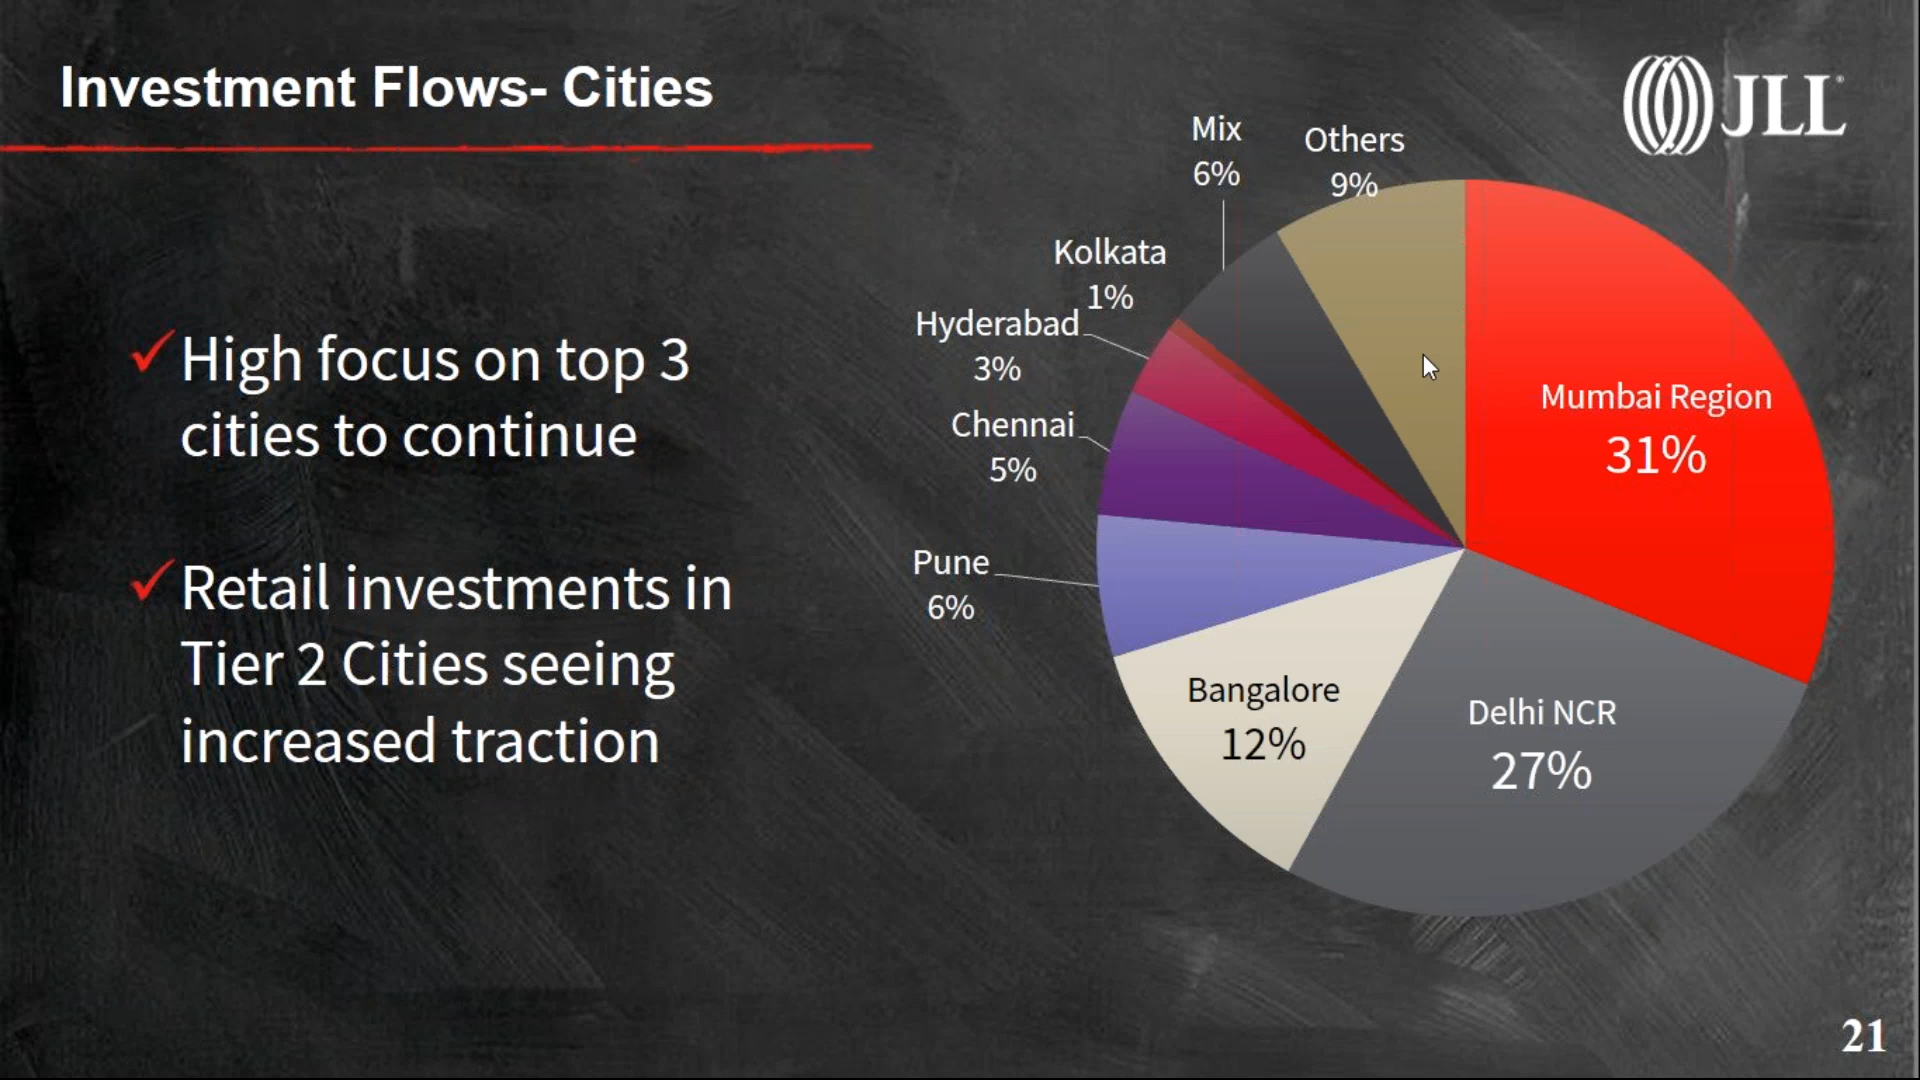 Investment Flows- Cities
JLL
High focus on top 3
cities to continue
Retail investments in
Tier 2 Cities seeing
increased traction
Mix
6%
Others
9%
Kolkata
1%
Hyderabad
3%
Chennai
5%
Pune
6%
Bangalore
12%
Delhi NCR
27%
Mumbai Region
31%
21